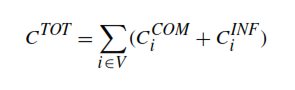 C^{TOT} = \sum_{i \in V} (C_i^{COM} + C_i^{INF})